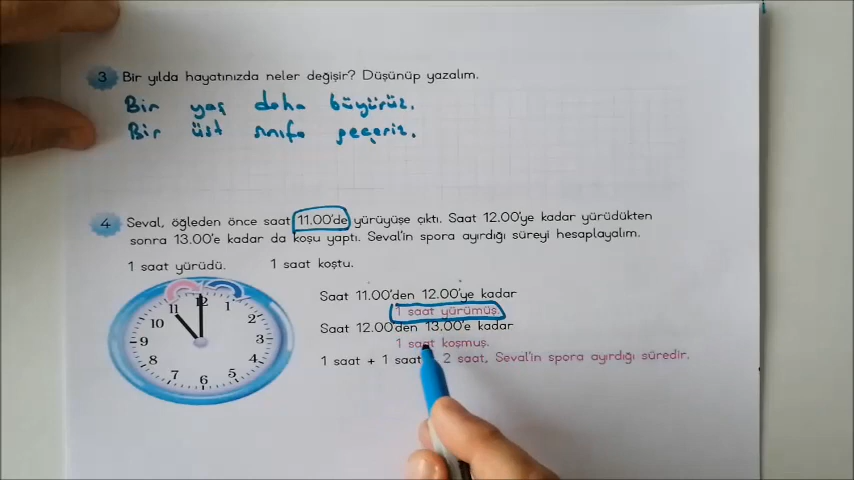 3 Bir yılda hayatınızda neler değişir? Düşünüp yazalım.
Bir yaş daha büyürüz.
Bir üst sınıfa geçeriz.
4 Seval, öğleden önce saat 11.00'de yürüyüşe çıktı. Saat 12.00'ye kadar yürüdükten
sonra 13.00'e kadar da koşu yaptı. Seval'in spora ayırdığı süreyi hesaplayalım.
1 saat yürüdü. 1 saat koştu.
Saat 11.00'den 12.00'ye kadar
1 saat yürümüş.
Saat 12.00'den 13.00'e kadar
1 saat koşmuş.
1 saat + 1 saat 2 saat, Seval'in spora ayırdığı süredir.
12
11 1
10 2
9 3
8 4
7 5
6